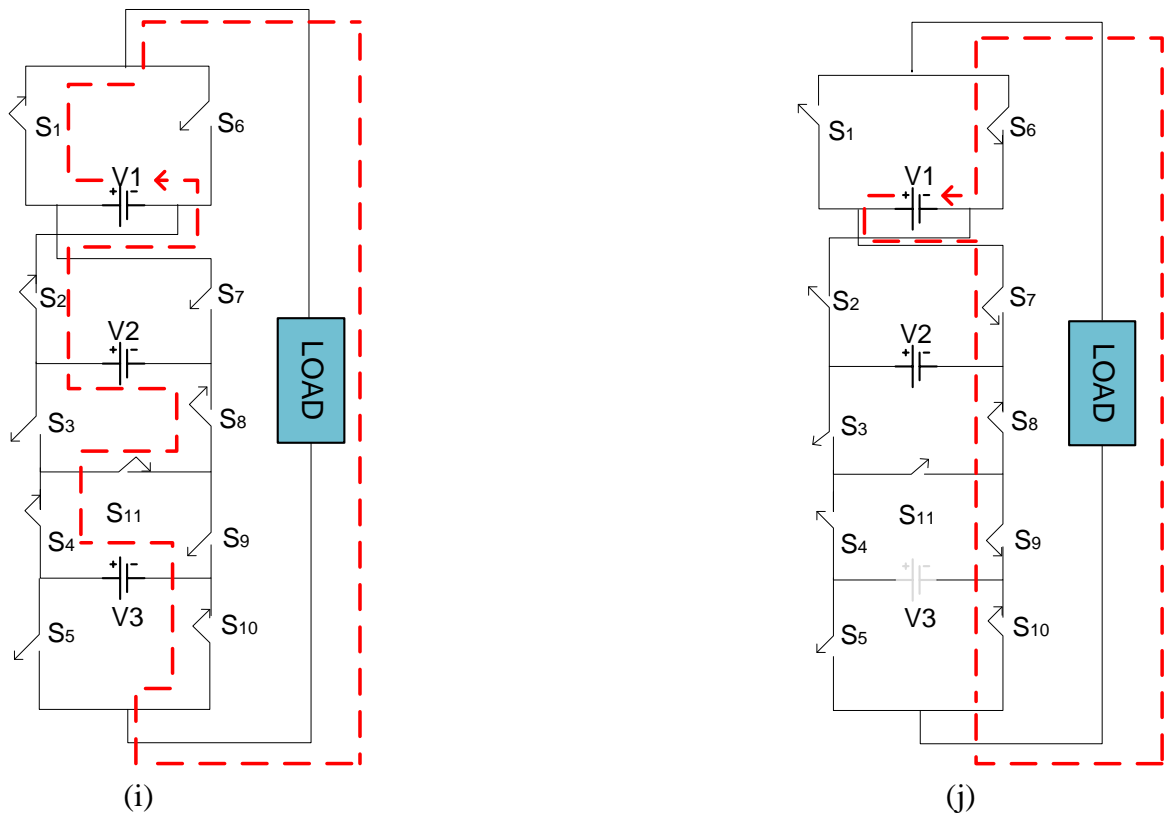 S1
S6
V1
+ -
S2
S7
V2
+ -
S3
S8
S11
S4
S9
+ -
V3
S5
S10
LOAD
(i)
S1
S6
V1
+ -
S2
S7
V2
+ -
S3
S8
S11
S4
S9
+ -
V3
S5
S10
LOAD
(j)